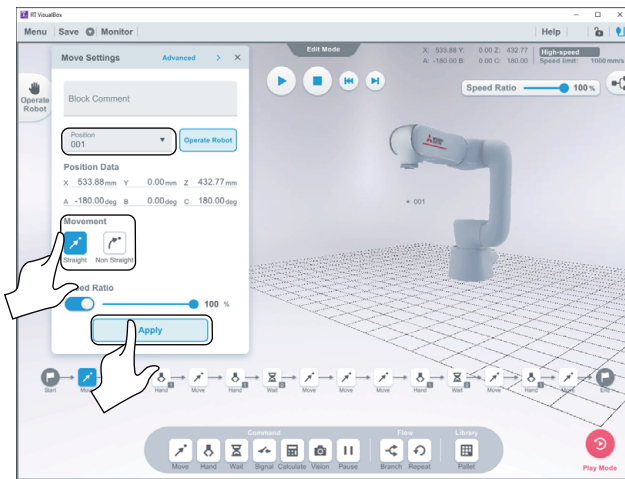 RT VisualBox
Menu Save Monitor Help
Edit Mode
X: 533.88 Y: 0.00 Z: 432.77 High-speed
A: -180.00 B: 0.00 C: 180.00 Speed limit: 1000 mm/s
Move Settings Advanced > ×
Operate
Robot
Speed Ratio 100 %
Block Comment
Position
001
Operate Robot
Position Data
X 533.88 mm Y 0.00 mm Z 432.77 mm
A -180.00 deg B 0.00 deg C 180.00 deg
001
Movement
Straight Non Straight
eed Ratio
100 %
Apply
Start Mov Hand Move Hand Wait Move Move Move Hand Wait Move Hand Move End
Command Flow Library
Move Hand Wait Signal Calculate Vision Pause Branch Repeat Pallet
Play Mode